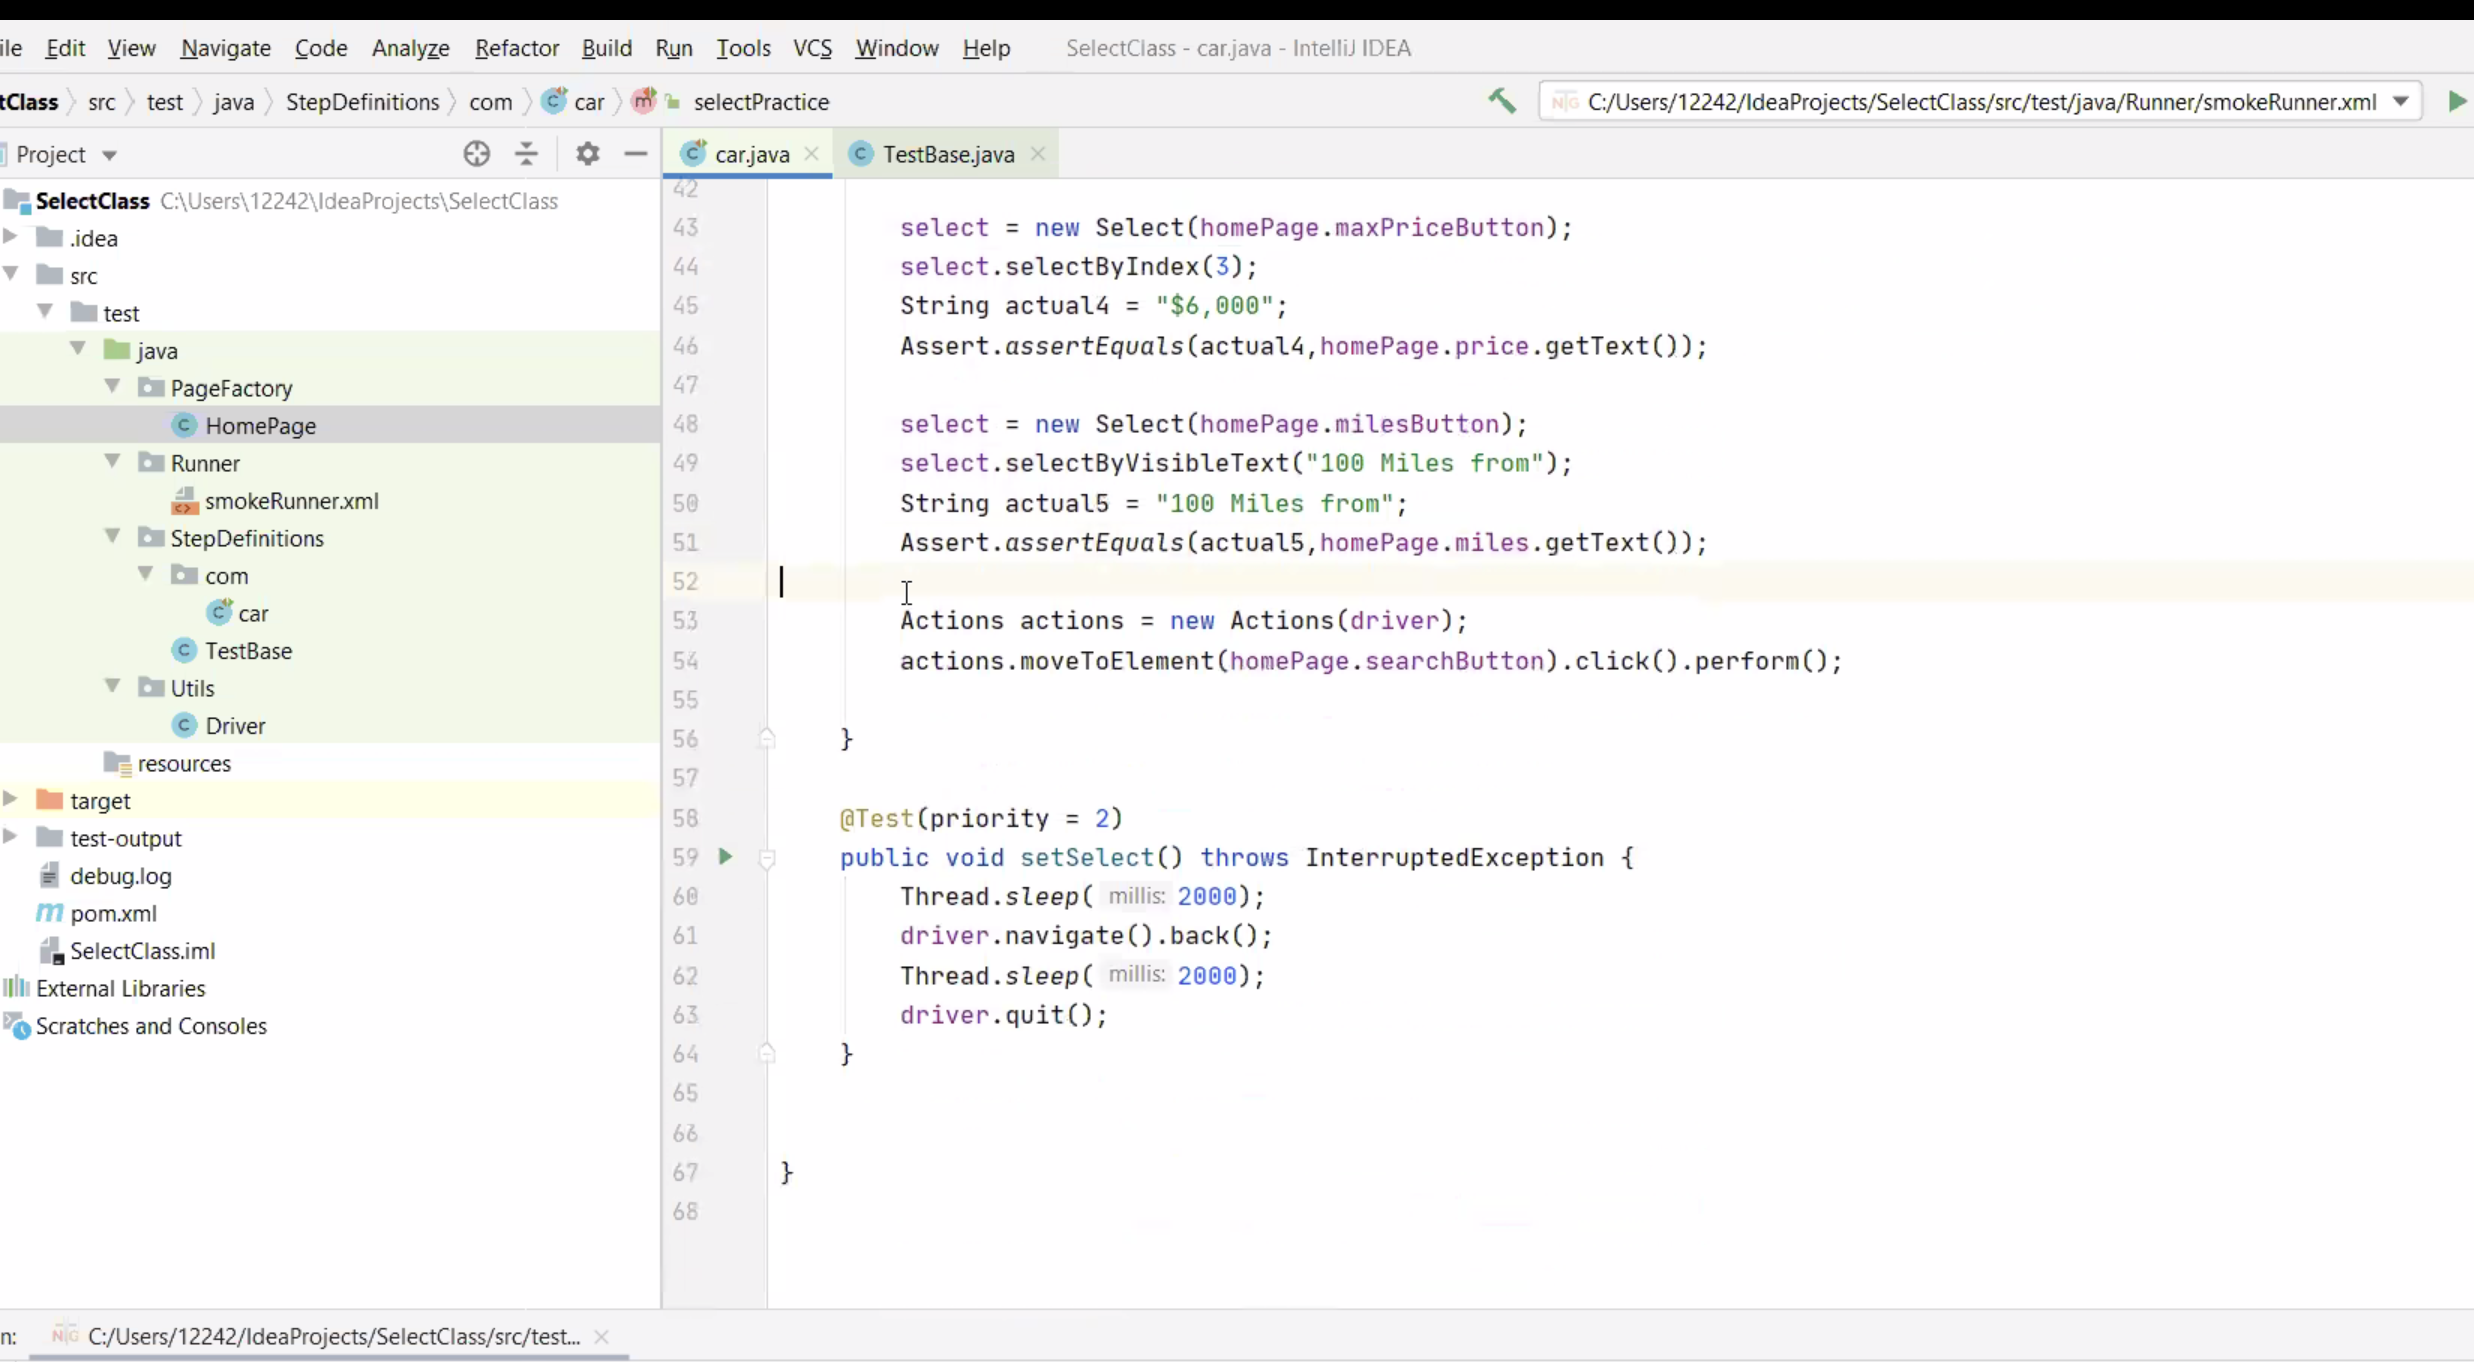 ile Edit View Navigate Code Analyze Refactor Build Run Tools VCS Window Help SelectClass - car.java - IntelliJ IDEA
tClass src test java StepDefinitions com car selectPractice C:/Users/12242/IdeaProjects/SelectClass/src/test/java/Runner/smokeRunner.xml
Project
SelectClass C:\Users\12242\IdeaProjects\SelectClass
.idea
src
test
java
PageFactory
HomePage
Runner
smokeRunner.xml
StepDefinitions
com
car
TestBase
Utils
Driver
resources
target
test-output
debug.log
pom.xml
SelectClass.iml
External Libraries
Scratches and Consoles
car.java TestBase.java
42
43 select = new Select(homePage.maxPriceButton);
44 select.selectByIndex(3);
45 String actual4 = "$6,000";
46 Assert.assertEquals(actual4,homePage.price.getText());
47
48 select = new Select(homePage.milesButton);
49 select.selectByVisibleText("100 Miles from");
50 String actual5 = "100 Miles from";
51 Assert.assertEquals(actual5,homePage.miles.getText());
52
53 Actions actions = new Actions(driver);
54 actions.moveToElement(homePage.searchButton).click().perform();
55
56 }
57
58 @Test(priority = 2)
59 public void setSelect() throws InterruptedException {
60 Thread.sleep( millis: 2000);
61 driver.navigate().back();
62 Thread.sleep( millis: 2000);
63 driver.quit();
64 }
65
66
67 }
68
n: C:/Users/12242/IdeaProjects/SelectClass/src/test...